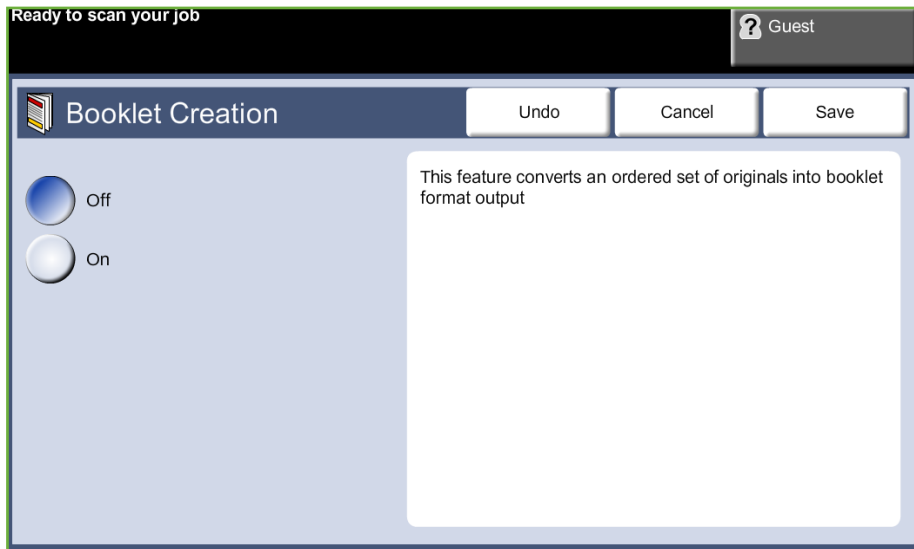 Ready to scan your job
? Guest
Booklet Creation
Undo
Cancel
Save
Off
On
This feature converts an ordered set of originals into booklet
format output